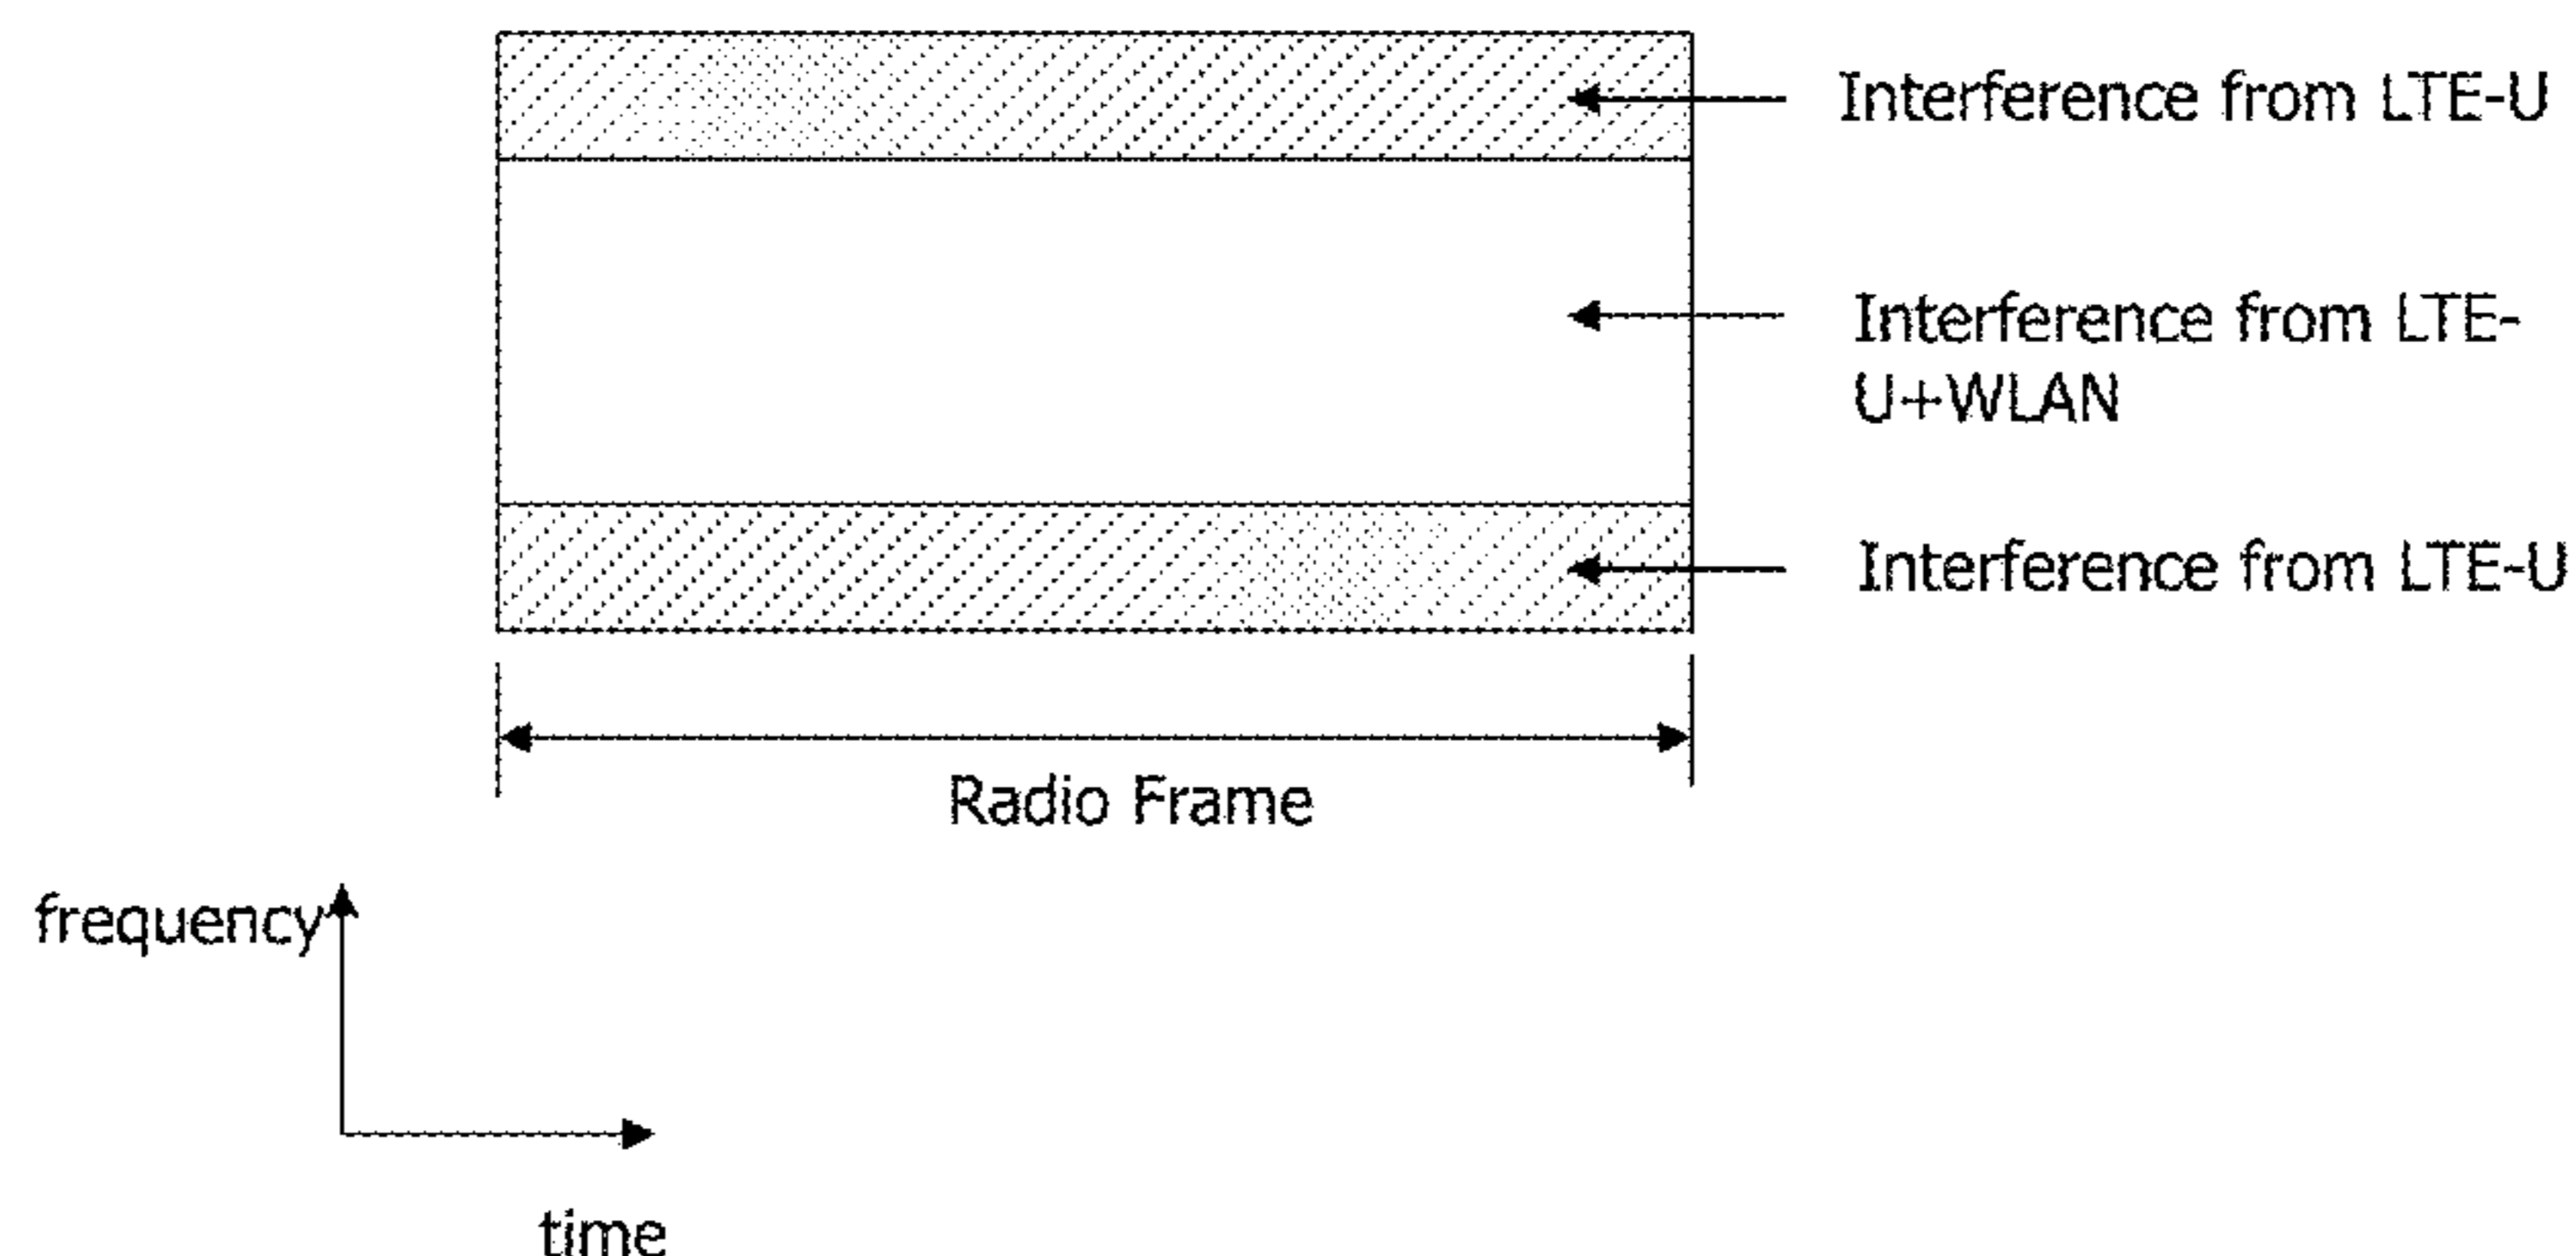 Interference from LTE-U
Interference from LTE-
U+WLAN
Interference from LTE-U
Radio Frame
frequency
time